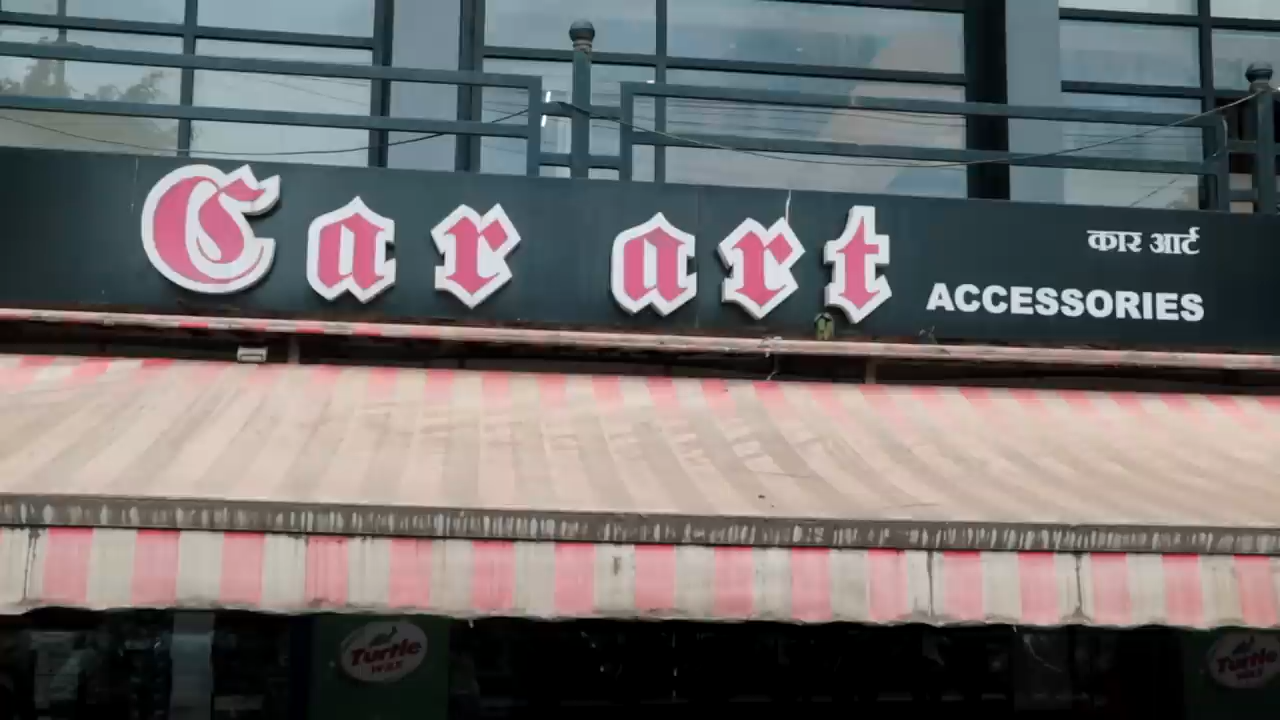 Car art
कार आर्ट
ACCESSORIES
Turtle
WAX
Turtle
WAX